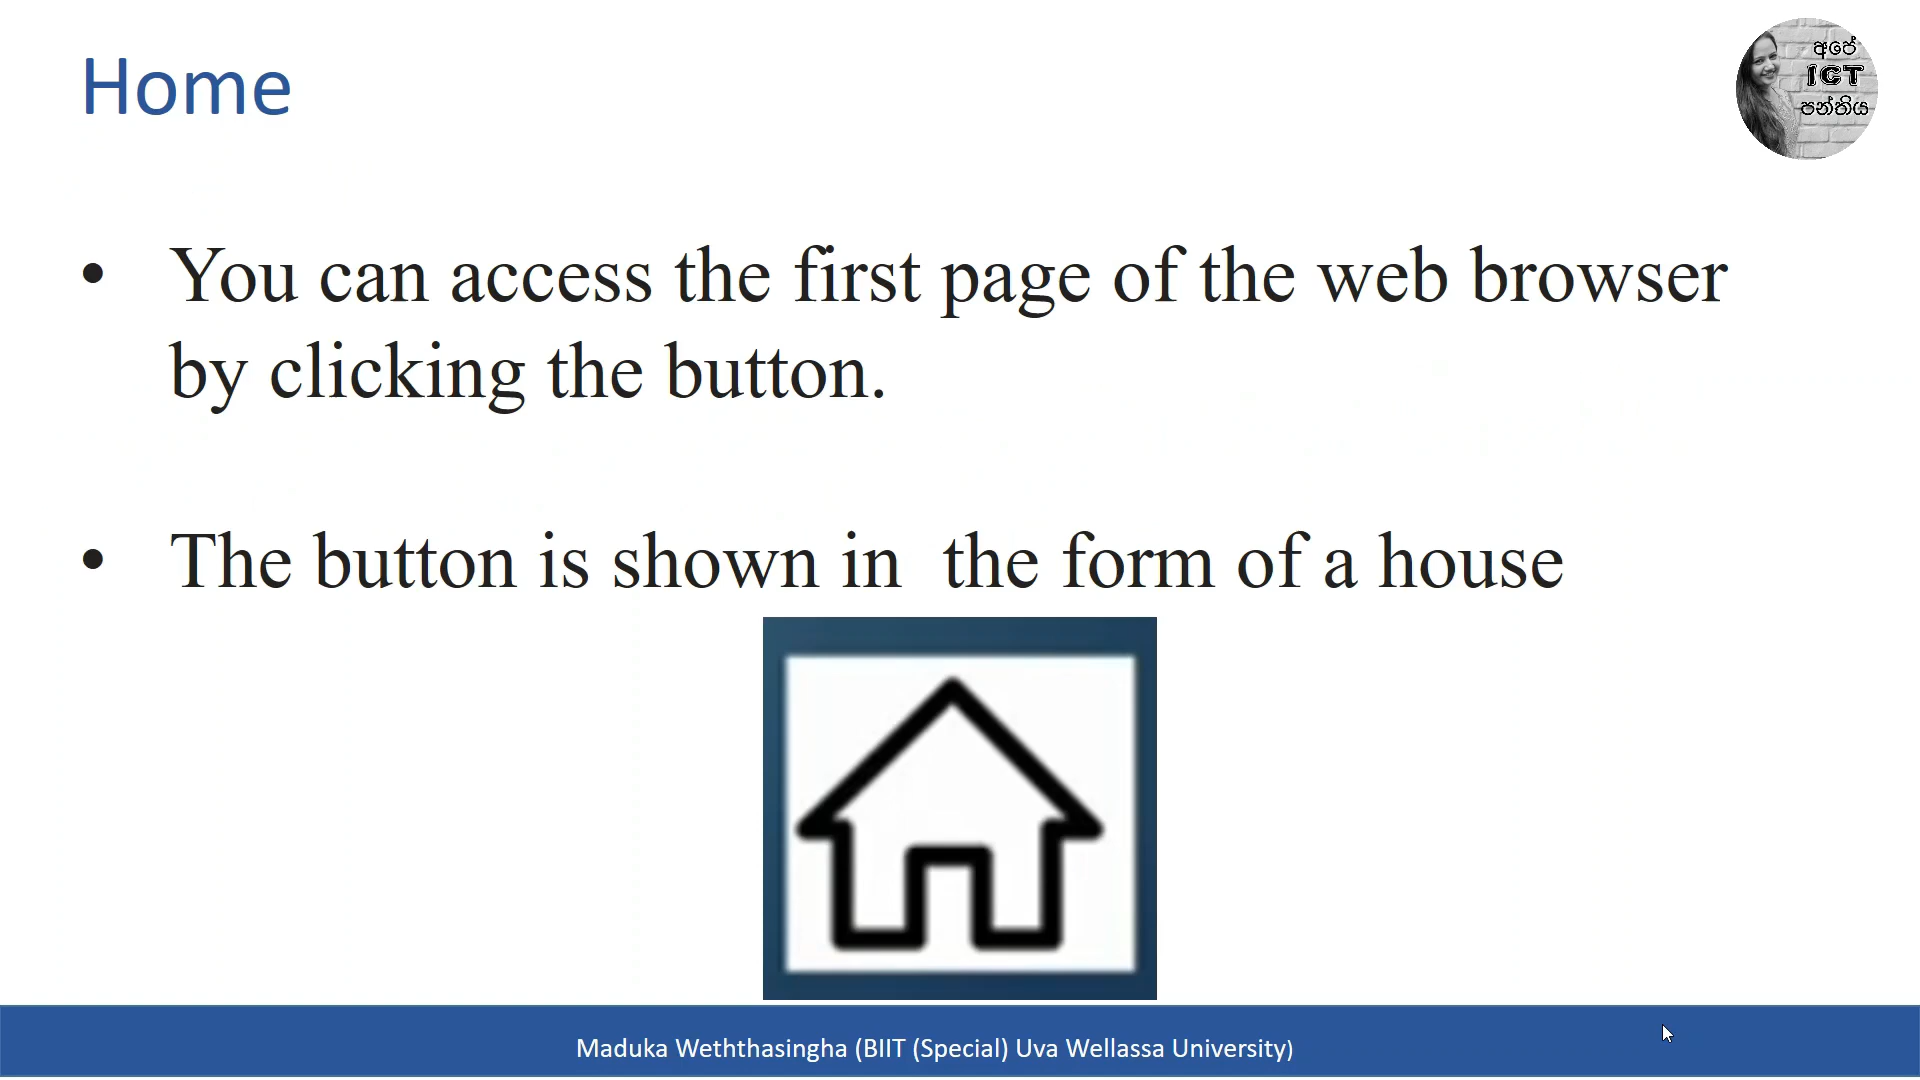 Home
අපේ
ICT
පන්තිය
• You can access the first page of the web browser
by clicking the button.
• The button is shown in  the form of a house
Maduka Weththasingha (BIIT (Special) Uva Wellassa University)